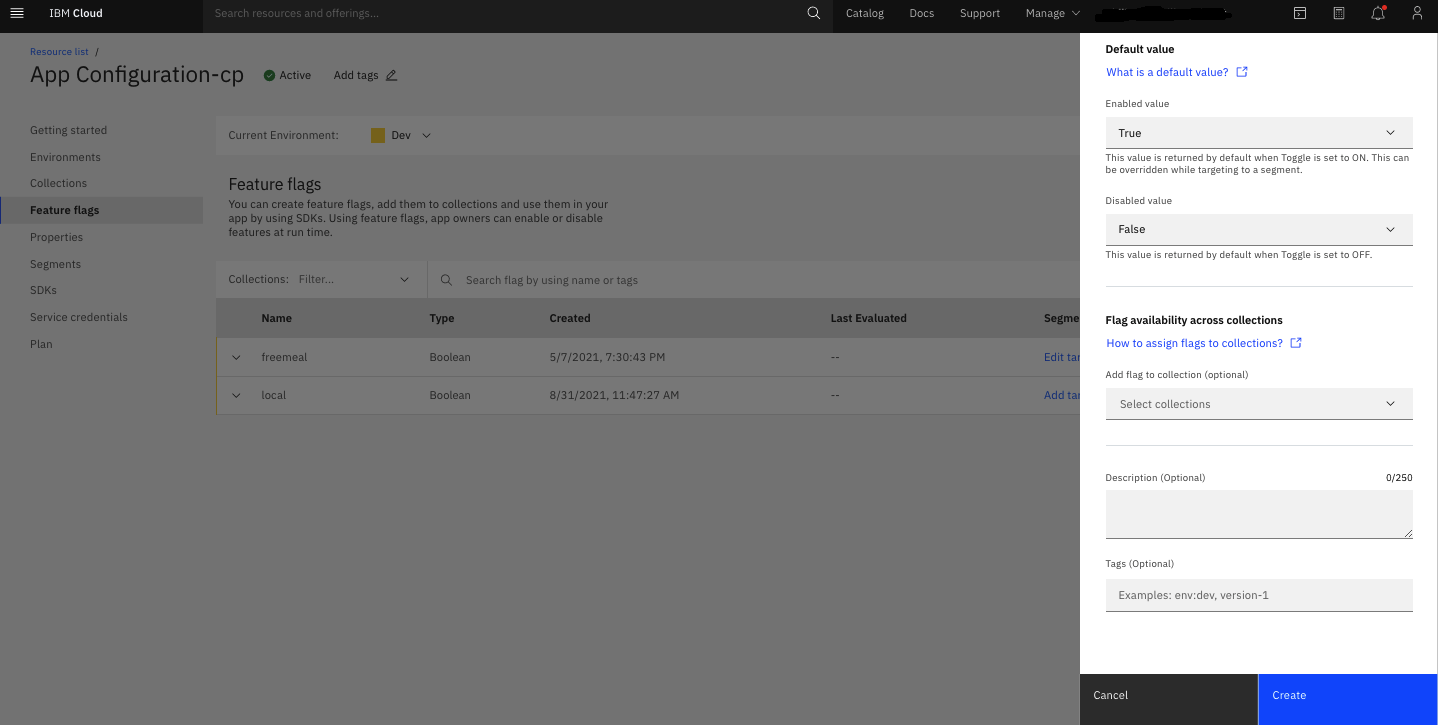 IBM Cloud
Search resources and offerings...
Catalog
Docs
Support
Manage
Resource list /
App Configuration-cp
Active
Add tags
Getting started
Environments
Collections
Feature flags
Properties
Segments
SDKs
Service credentials
Plan
Current Environment:
Dev
Feature flags
You can create feature flags, add them to collections and use them in your
app by using SDKs. Using feature flags, app owners can enable or disable
features at run time.
Collections: Filter...
Search flag by using name or tags
Name Type Created Last Evaluated Segme
freemeal Boolean 5/7/2021, 7:30:43 PM -- Edit tar
local Boolean 8/31/2021, 11:47:27 AM -- Add tar
Default value
What is a default value?
Enabled value
True
This value is returned by default when Toggle is set to ON. This can
be overridden while targeting to a segment.
Disabled value
False
This value is returned by default when Toggle is set to OFF.
Flag availability across collections
How to assign flags to collections?
Add flag to collection (optional)
Select collections
Description (Optional) 0/250
Tags (Optional)
Examples: env:dev, version-1
Cancel
Create